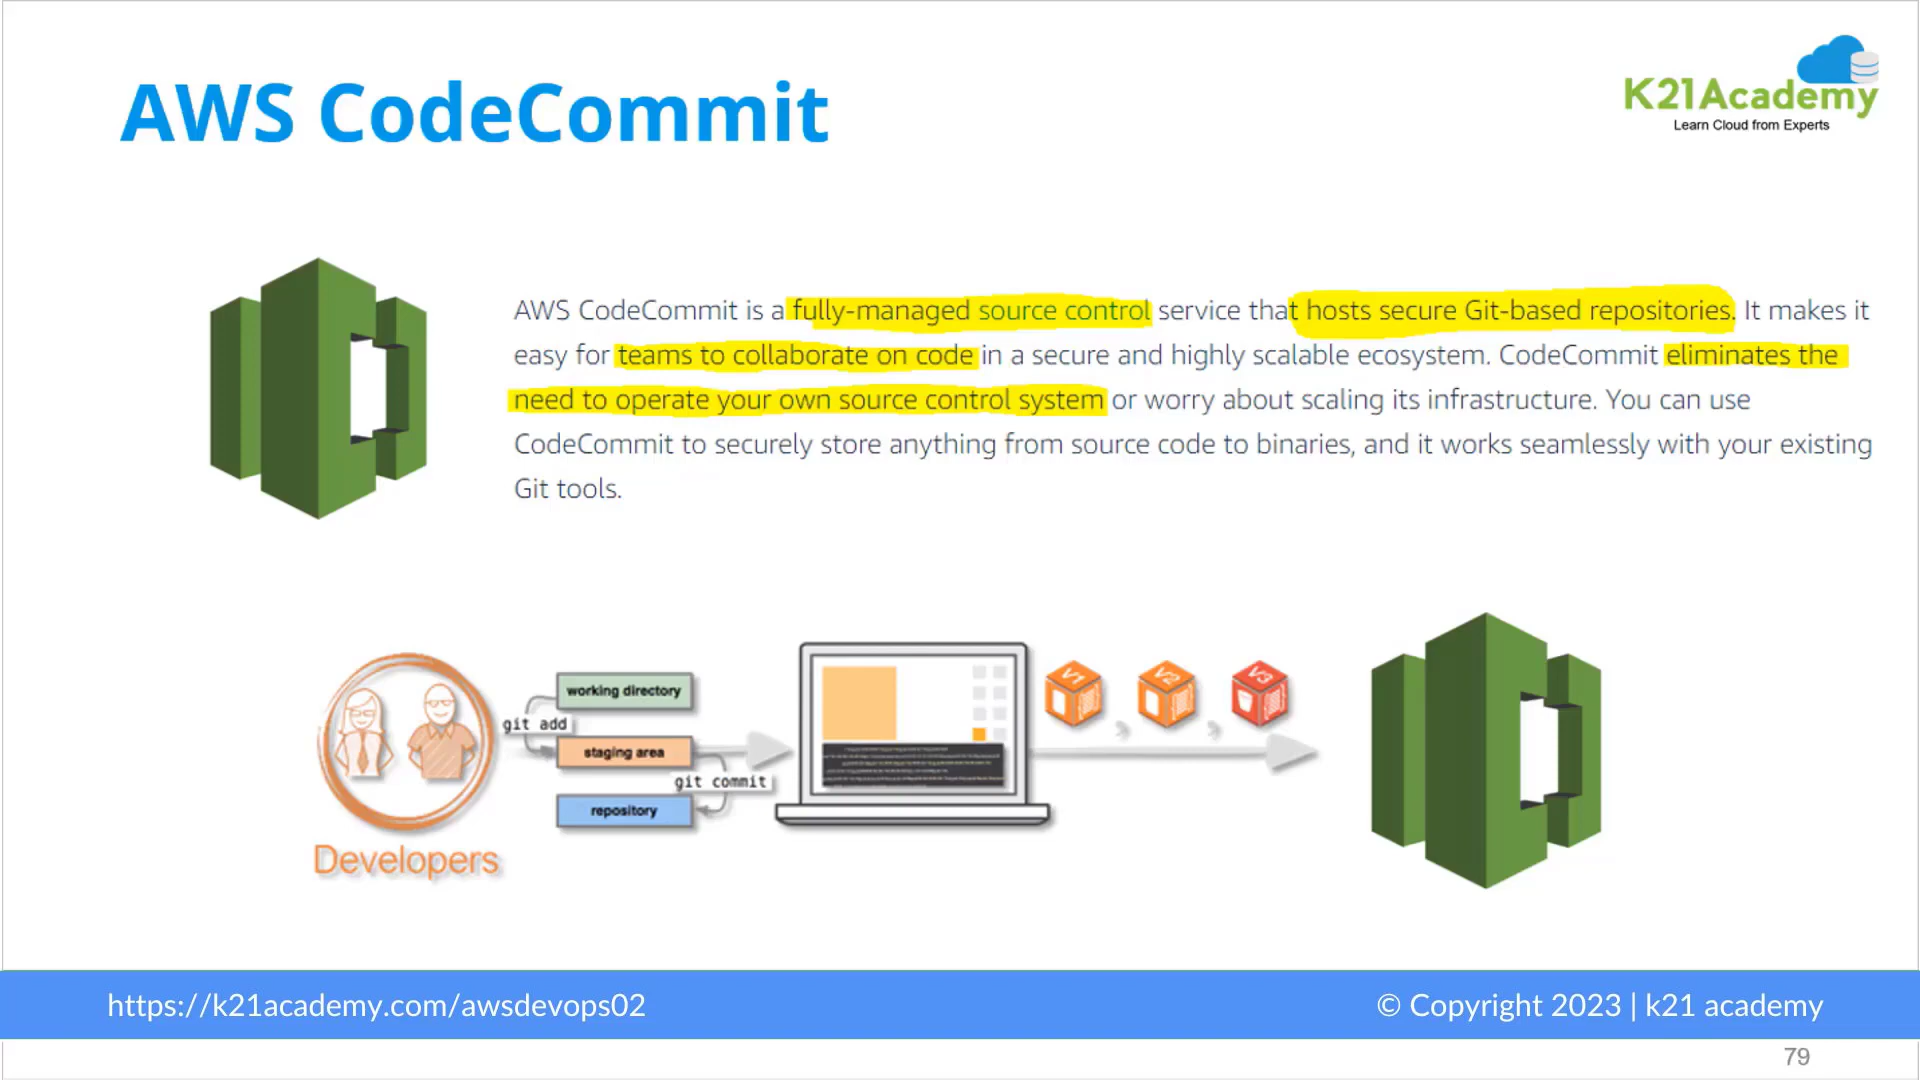 AWS CodeCommit
K21Academy
Learn Cloud from Experts
AWS CodeCommit is a fully-managed source control service that hosts secure Git-based repositories. It makes it
easy for teams to collaborate on code in a secure and highly scalable ecosystem. CodeCommit eliminates the
need to operate your own source control system or worry about scaling its infrastructure. You can use
CodeCommit to securely store anything from source code to binaries, and it works seamlessly with your existing
Git tools.
working directory
git add
staging area
git commit
repository
Developers
V1
V2
V3
https://k21academy.com/awsdevops02
© Copyright 2023 | k21 academy
79